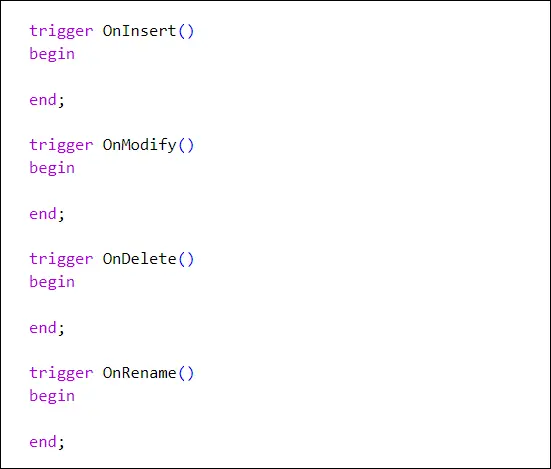 trigger OnInsert()
begin
end;
trigger OnModify()
begin
end;
trigger OnDelete()
begin
end;
trigger OnRename()
begin
end;